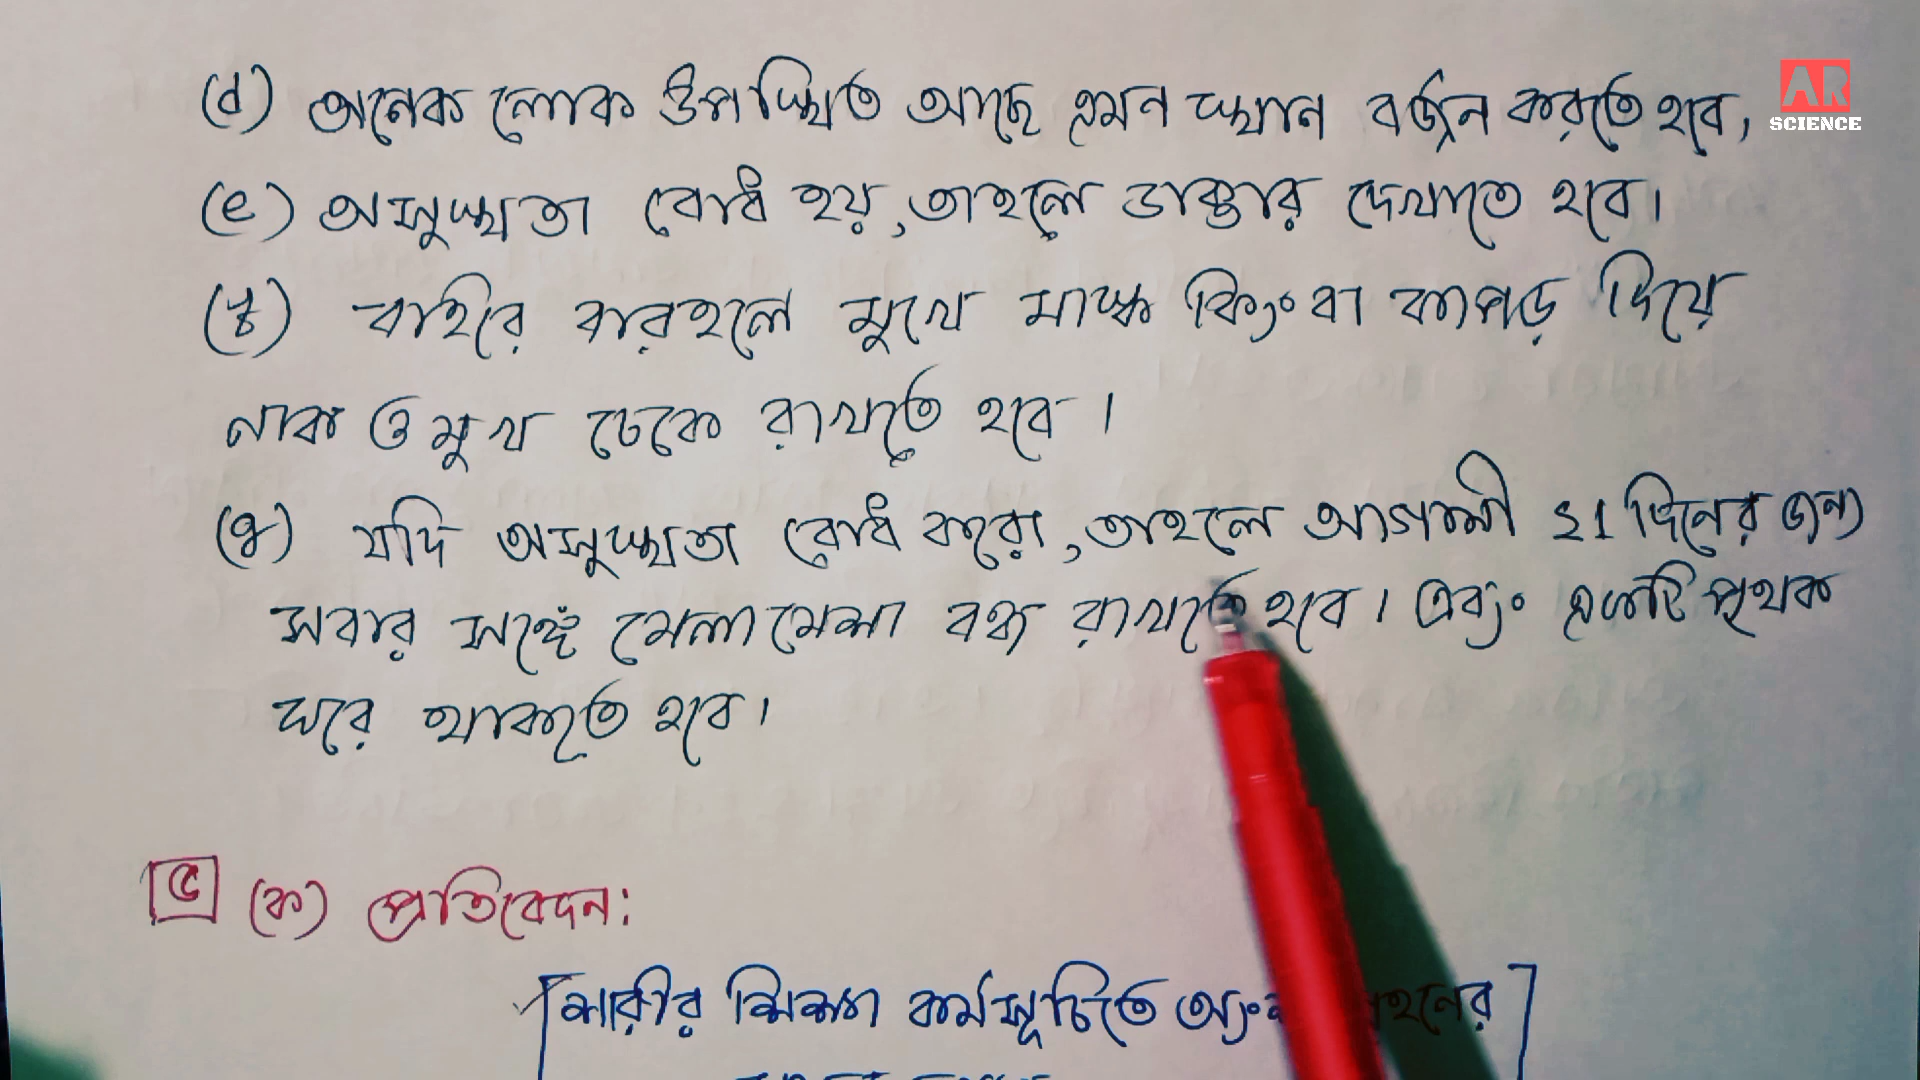 (d) অনেক লোক উপস্থিত আছে এমন স্থান বর্জন করতে হবে,
AR
SCIENCE
(e) অসুস্থতা বোধ হয়, তাহলে ডাক্তার দেখাতে হবে।
(f) বাইরে বারহলে মুখে মাস্ক কিংবা কাপড় দিয়ে
নাক ও মুখ ঢেকে রাখতে হবে।
(g) যদি অসুস্থতা বোধ করো, তাহলে আগামী 21 দিনের জন্য
সবার সঙ্গে মেলামেশা বন্ধ রাখতে হবে। এবং একটি পৃথক
ঘরে থাকতে হবে।
৫ (ক) প্রতিবেদন:
[শারীর শিক্ষা কর্মসূচিতে]